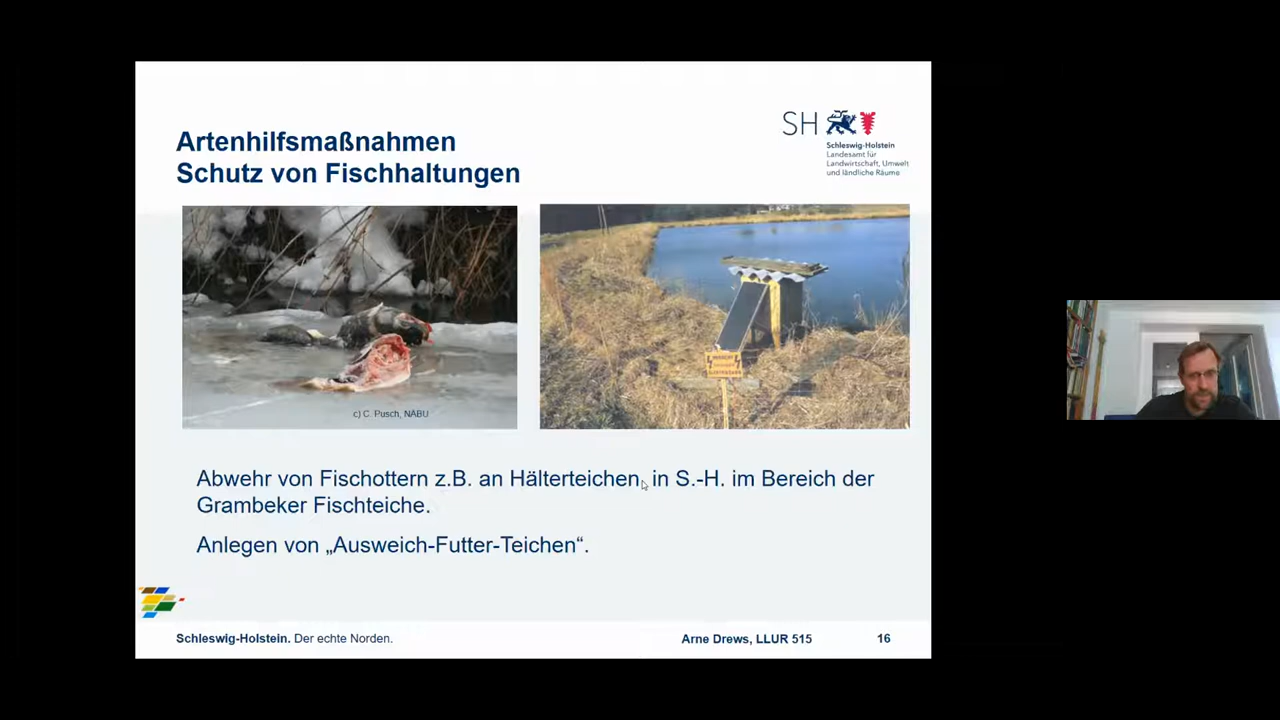 Artenhilfsmaßnahmen
Schutz von Fischhaltungen
SH
Schleswig-Holstein
Landesamt für
Landwirtschaft, Umwelt
und ländliche Räume
c) C. Pusch, NABU
Abwehr von Fischottern z.B. an Hälterteichen, in S.-H. im Bereich der
Grambeker Fischteiche.
Anlegen von „Ausweich-Futter-Teichen“.
Schleswig-Holstein. Der echte Norden.
Arne Drews, LLUR 515
16